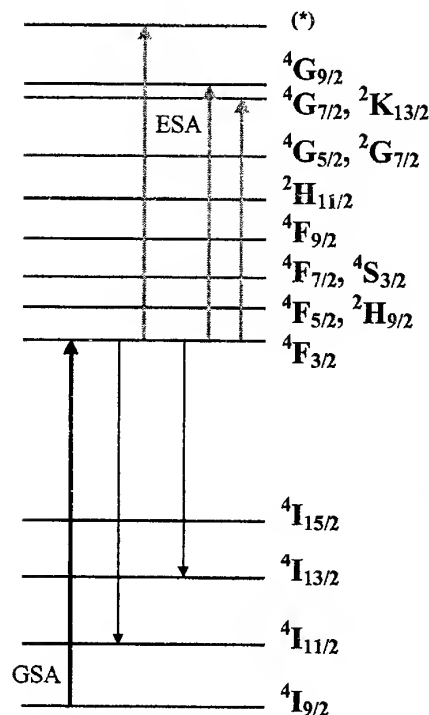 (*)
⁴G₉/₂
⁴G₇/₂, ²K₁₃/₂
ESA
⁴G₅/₂, ²G₇/₂
²H₁₁/₂
⁴F₉/₂
⁴F₇/₂, ⁴S₃/₂
⁴F₅/₂, ²H₉/₂
⁴F₃/₂
⁴I₁₅/₂
⁴I₁₃/₂
⁴I₁₁/₂
GSA
⁴I₉/₂